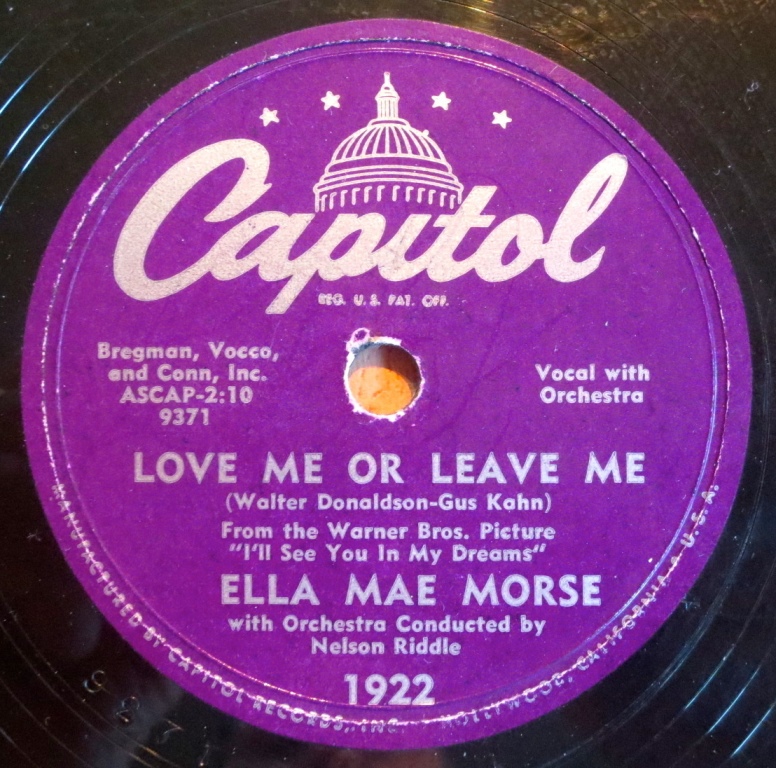 Capitol
REG. U.S. PAT. OFF.
Bregman, Vocco,
and Conn, Inc.
ASCAP-2:10
9371
Vocal with
Orchestra
LOVE ME OR LEAVE ME
(Walter Donaldson-Gus Kahn)
From the Warner Bros. Picture
"I'll See You In My Dreams"
ELLA MAE MORSE
with Orchestra Conducted by
Nelson Riddle
1922
MANUFACTURED BY CAPITOL RECORDS, INC. HOLLYWOOD, CALIFORNIA, U.S.A.